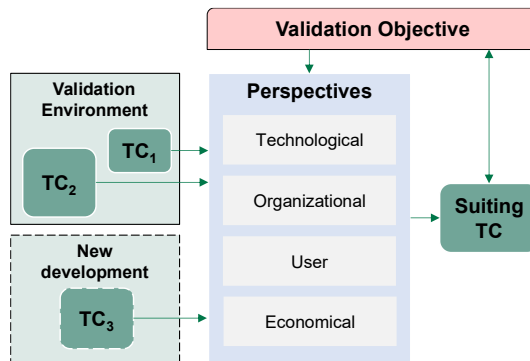 Validation Objective
Validation
Environment
TC₁
TC₂
New
development
TC₃
Perspectives
Technological
Organizational
User
Economical
Suiting
TC